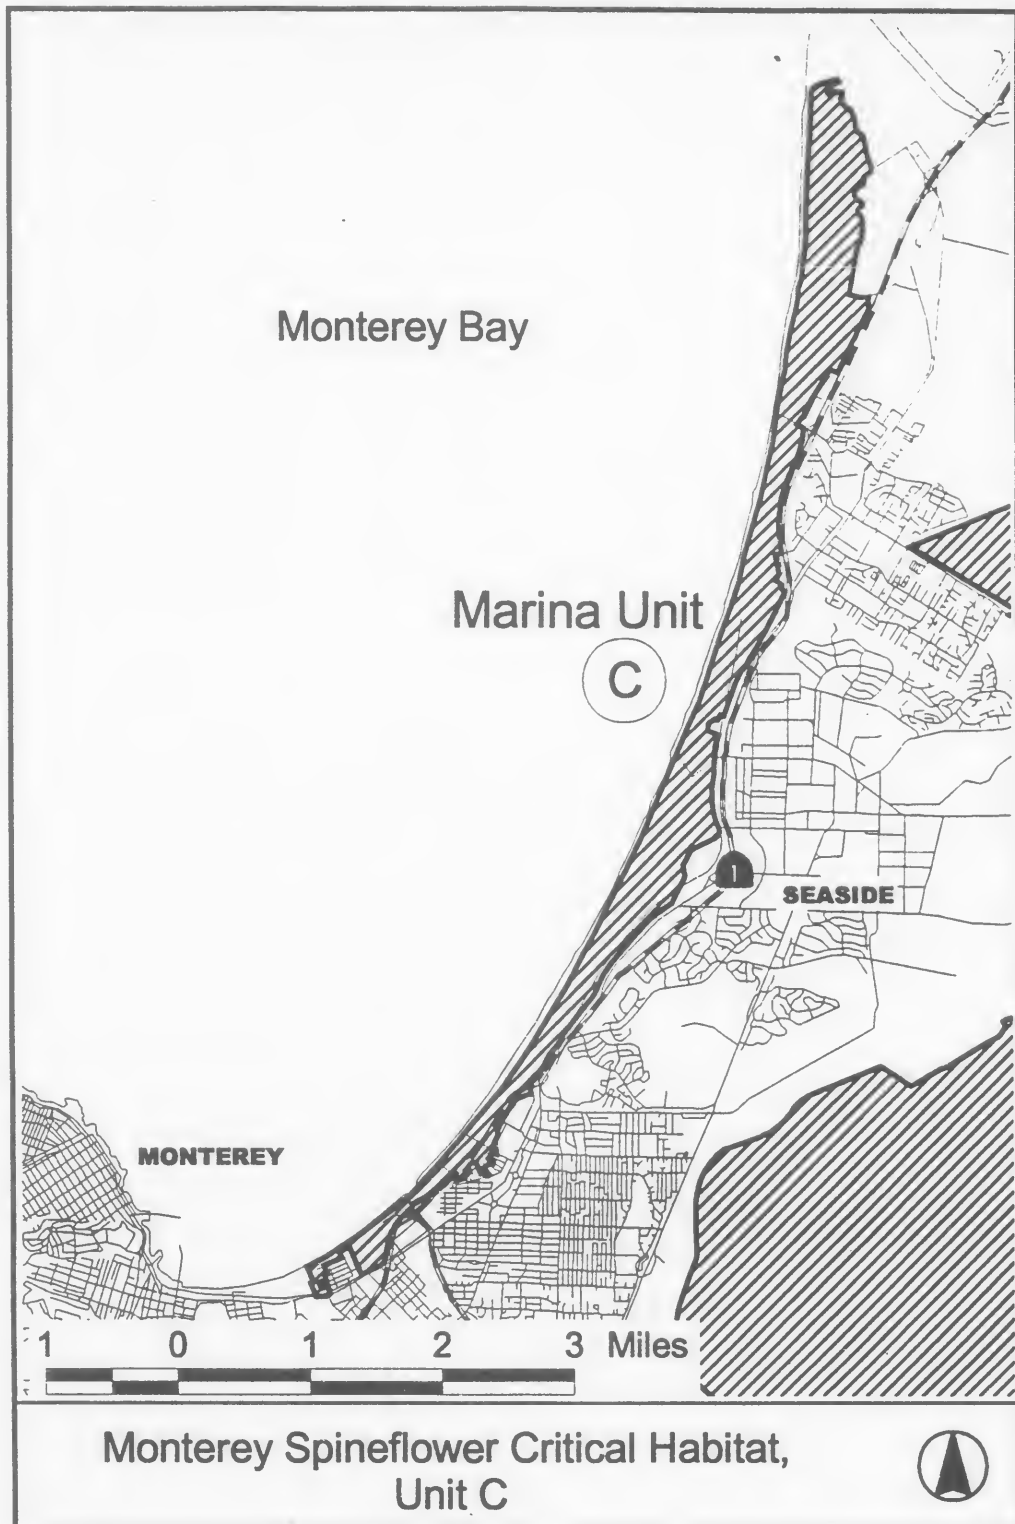 Monterey Bay
Marina Unit
C
1
SEASIDE
MONTEREY
1 0 1 2 3 Miles
Monterey Spineflower Critical Habitat,
Unit C